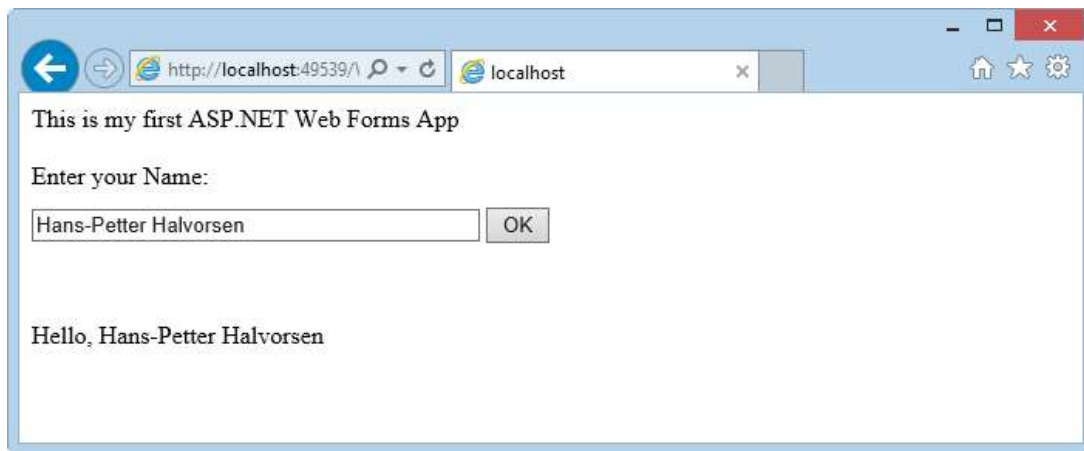 http://localhost:49539/
localhost
This is my first ASP.NET Web Forms App
Enter your Name:
Hans-Petter Halvorsen OK
Hello, Hans-Petter Halvorsen